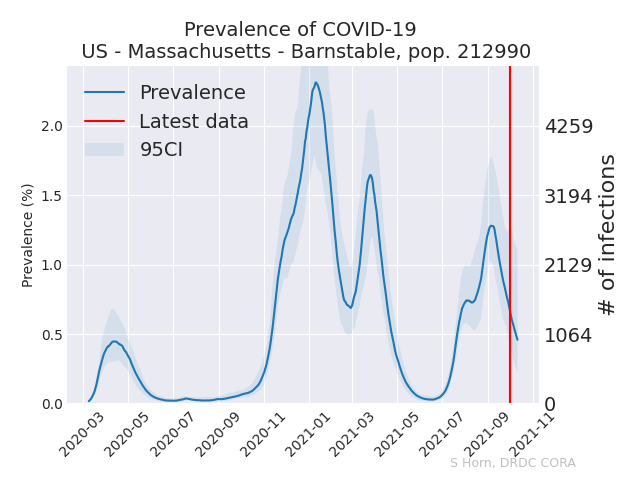 Prevalence of COVID-19
US - Massachusetts - Barnstable, pop. 212990
Prevalence
Latest data
95CI
Prevalence (%)
2.0
1.5
1.0
0.5
0.0
4259
3194
2129
1064
0
# of infections
2020-03
2020-05
2020-07
2020-09
2020-11
2021-01
2021-03
2021-05
2021-07
2021-09
2021-11
S Horn, DRDC CORA